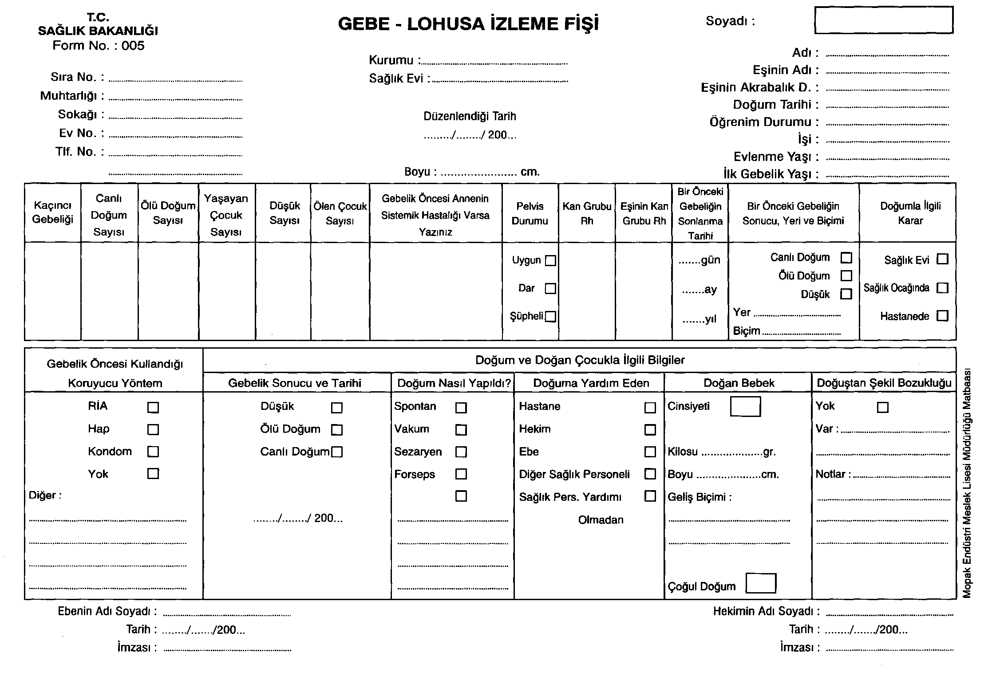 T.C.
SAĞLIK BAKANLIĞI
Form No. : 005
GEBE - LOHUSA İZLEME FİŞİ
Soyadı :
Sıra No. :
Muhtarlığı :
Sokağı :
Ev No. :
Tlf. No. :
Kurumu :
Sağlık Evi :
Düzenlendiği Tarih
........./......../ 200...
Boyu : ....................... cm.
Adı :
Eşinin Adı :
Eşinin Akrabalık D. :
Doğum Tarihi :
Öğrenim Durumu :
İşi :
Evlenme Yaşı :
İlk Gebelik Yaşı :
Kaçıncı
Gebeliği
Canlı
Doğum
Sayısı
Ölü Doğum
Sayısı
Yaşayan
Çocuk
Sayısı
Düşük
Sayısı
Ölen Çocuk
Sayısı
Gebelik Öncesi Annenin
Sistemik Hastalığı Varsa
Yazınız
Pelvis
Durumu
Kan Grubu
Rh
Eşinin Kan
Grubu Rh
Bir Önceki
Gebeliğin
Sonlanma
Tarihi
Bir Önceki Gebeliğin
Sonucu, Yeri ve Biçimi
Doğumla İlgili
Karar
Uygun
Dar
Şüpheli
.......gün
.......ay
.......yıl
Canlı Doğum
Ölü Doğum
Düşük
Yer
Biçim
Sağlık Evi
Sağlık Ocağında
Hastanede
Gebelik Öncesi Kullandığı
Koruyucu Yöntem
Doğum ve Doğan Çocukla İlgili Bilgiler
Gebelik Sonucu ve Tarihi
Doğum Nasıl Yapıldı?
Doğuma Yardım Eden
Doğan Bebek
Doğuştan Şekil Bozukluğu
RİA
Hap
Kondom
Yok
Diğer :
Düşük
Ölü Doğum
Canlı Doğum
......../......../ 200...
Spontan
Vakum
Sezaryen
Forseps
Hastane
Hekim
Ebe
Diğer Sağlık Personeli
Sağlık Pers. Yardımı
Olmadan
Cinsiyeti
Kilosu ....................gr.
Boyu .....................cm.
Geliş Biçimi :
Çoğul Doğum
Yok
Var :
Notlar :
Mopak Endüstri Meslek Lisesi Müdürlüğü Matbaası
Ebenin Adı Soyadı :
Tarih : ......../......./200...
İmzası :
Hekimin Adı Soyadı :
Tarih : ......../......./200...
İmzası :